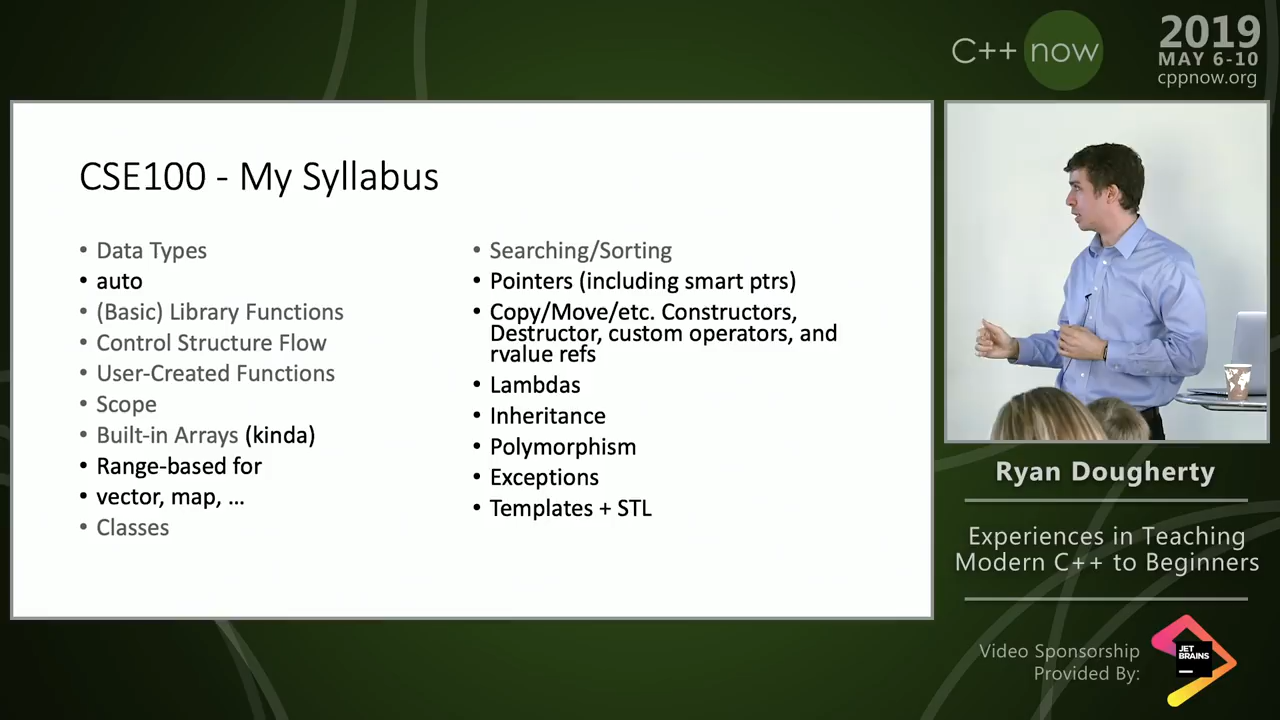 C++ now
2019
MAY 6-10
cppnow.org
CSE100 - My Syllabus
• Data Types
• auto
• (Basic) Library Functions
• Control Structure Flow
• User-Created Functions
• Scope
• Built-in Arrays (kinda)
• Range-based for
• vector, map, ...
• Classes
• Searching/Sorting
• Pointers (including smart ptrs)
• Copy/Move/etc. Constructors,
Destructor, custom operators, and
rvalue refs
• Lambdas
• Inheritance
• Polymorphism
• Exceptions
• Templates + STL
Ryan Dougherty
Experiences in Teaching
Modern C++ to Beginners
Video Sponsorship
Provided By:
JET
BRAINS